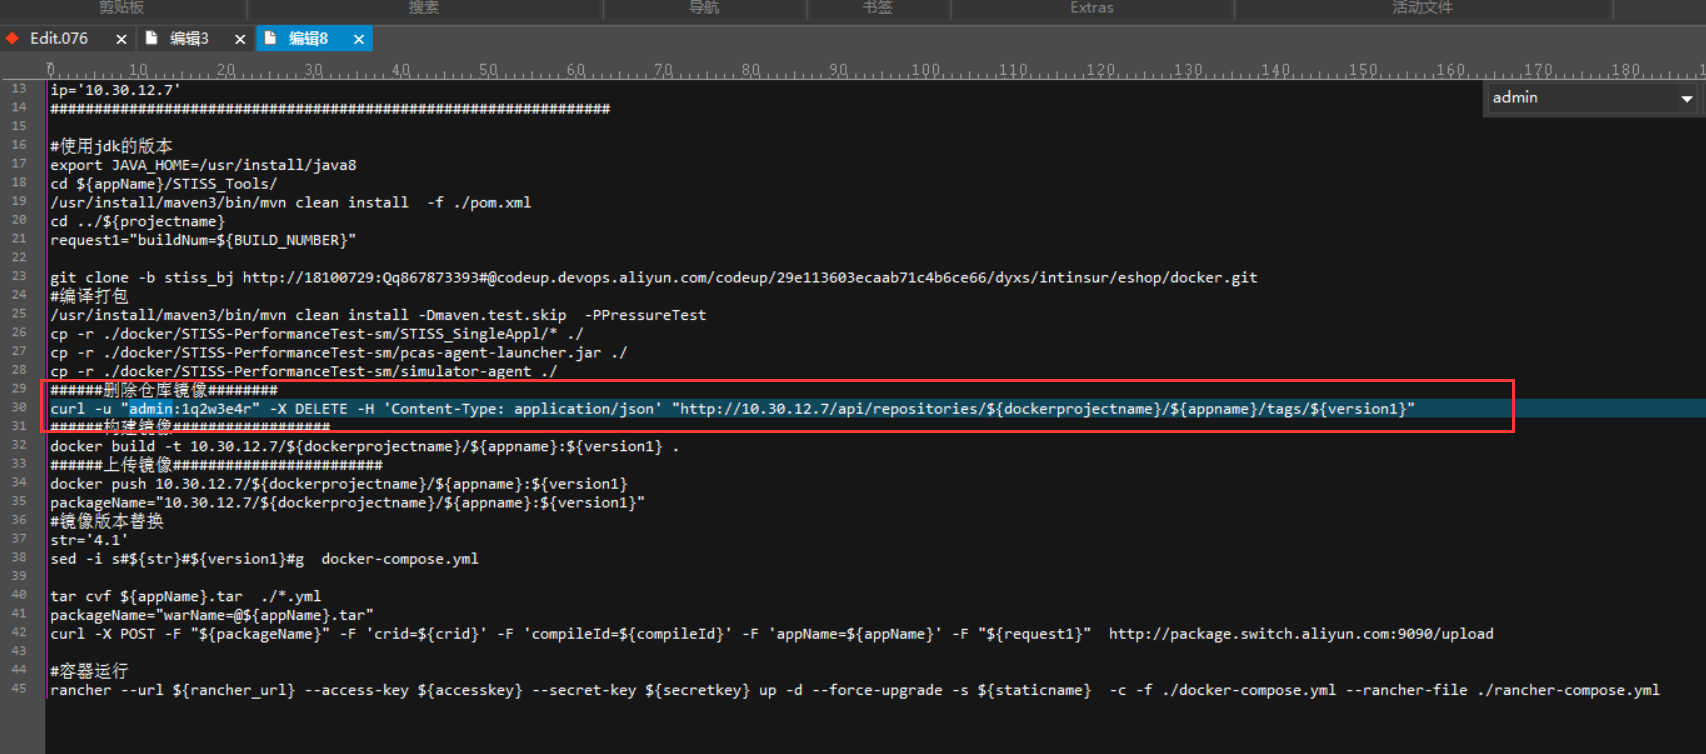 剪贴板 搜索 导航 书签 Extras 活动文件
Edit.076 × 编辑3 × 编辑8 ×
0 10 20 30 40 50 60 70 80 90 100 110 120 130 140 150 160 170 180
admin
13 ip='10.30.12.7'
14 ################################################################
15
16 #使用jdk的版本
17 export JAVA_HOME=/usr/install/java8
18 cd ${appName}/STISS_Tools/
19 /usr/install/maven3/bin/mvn clean install  -f ./pom.xml
20 cd ../${projectname}
21 request1="buildNum=${BUILD_NUMBER}"
22
23 git clone -b stiss_bj http://18100729:Qq867873393#@codeup.devops.aliyun.com/codeup/29e113603ecaab71c4b6ce66/dyxs/intinsur/eshop/docker.git
24 #编译打包
25 /usr/install/maven3/bin/mvn clean install -Dmaven.test.skip  -PPressureTest
26 cp -r ./docker/STISS-PerformanceTest-sm/STISS_SingleAppl/* ./
27 cp -r ./docker/STISS-PerformanceTest-sm/pcas-agent-launcher.jar ./
28 cp -r ./docker/STISS-PerformanceTest-sm/simulator-agent ./
29 ######删除仓库镜像########
30 curl -u "admin:1q2w3e4r" -X DELETE -H 'Content-Type: application/json' "http://10.30.12.7/api/repositories/${dockerprojectname}/${appname}/tags/${version1}"
31 ######构建镜像##################
32 docker build -t 10.30.12.7/${dockerprojectname}/${appname}:${version1} .
33 ######上传镜像########################
34 docker push 10.30.12.7/${dockerprojectname}/${appname}:${version1}
35 packageName="10.30.12.7/${dockerprojectname}/${appname}:${version1}"
36 #镜像版本替换
37 str='4.1'
38 sed -i s#${str}#${version1}#g  docker-compose.yml
39
40 tar cvf ${appName}.tar  ./*.yml
41 packageName="warName=@${appName}.tar"
42 curl -X POST -F "${packageName}" -F 'crid=${crid}' -F 'compileId=${compileId}' -F 'appName=${appName}' -F "${request1}"  http://package.switch.aliyun.com:9090/upload
43
44 #容器运行
45 rancher --url ${rancher_url} --access-key ${accesskey} --secret-key ${secretkey} up -d --force-upgrade -s ${staticname}  -c -f ./docker-compose.yml --rancher-file ./rancher-compose.yml